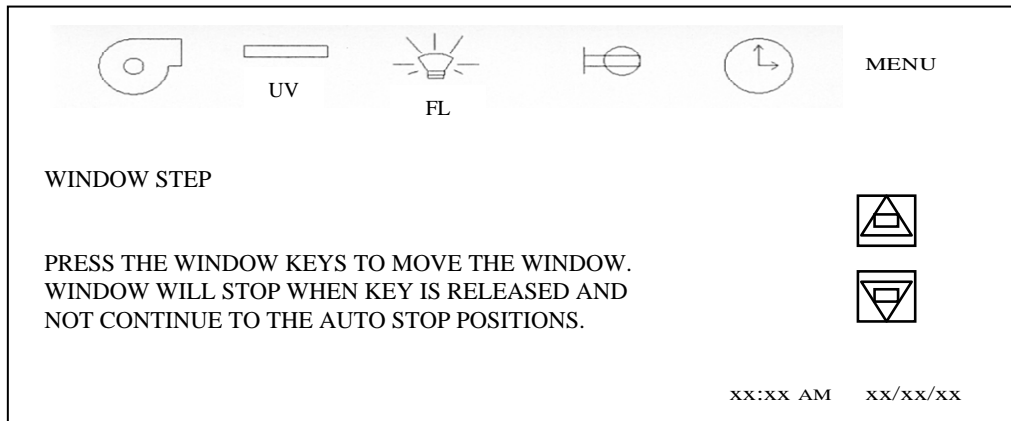 MENU
UV
FL
WINDOW STEP
PRESS THE WINDOW KEYS TO MOVE THE WINDOW.
WINDOW WILL STOP WHEN KEY IS RELEASED AND
NOT CONTINUE TO THE AUTO STOP POSITIONS.
xx:xx AM xx/xx/xx